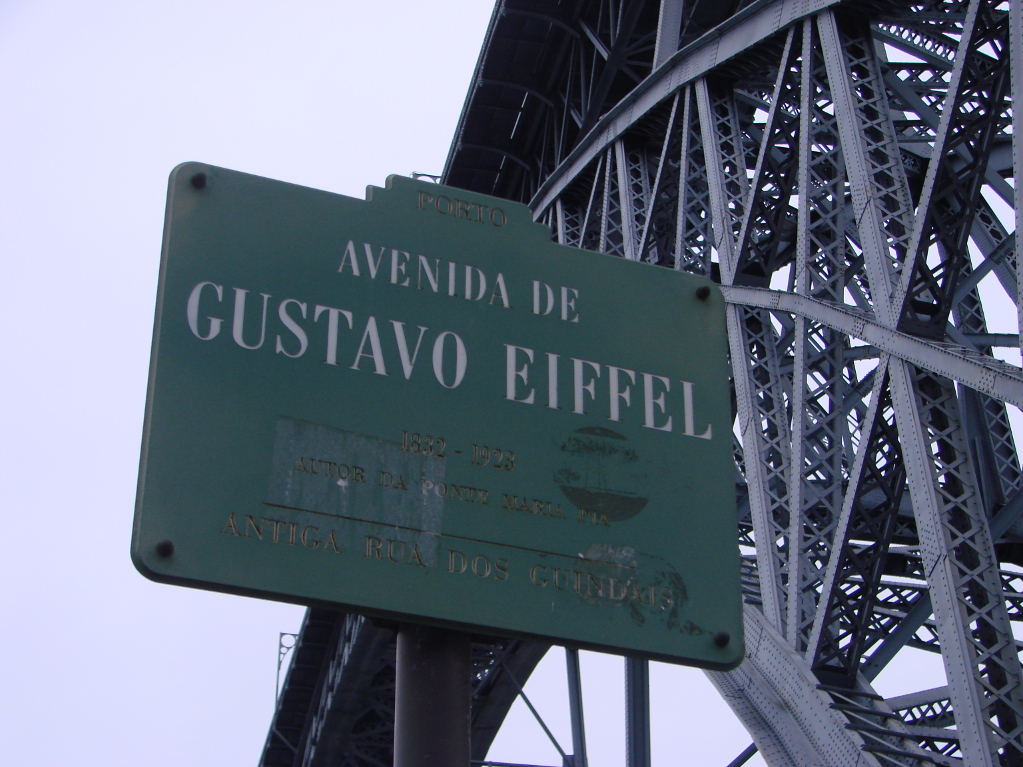 PORTO
AVENIDA DE
GUSTAVO EIFFEL
1832 - 1923
AUTOR DA PONTE MARIA PIA
ANTIGA RUA DOS GUINDAIS